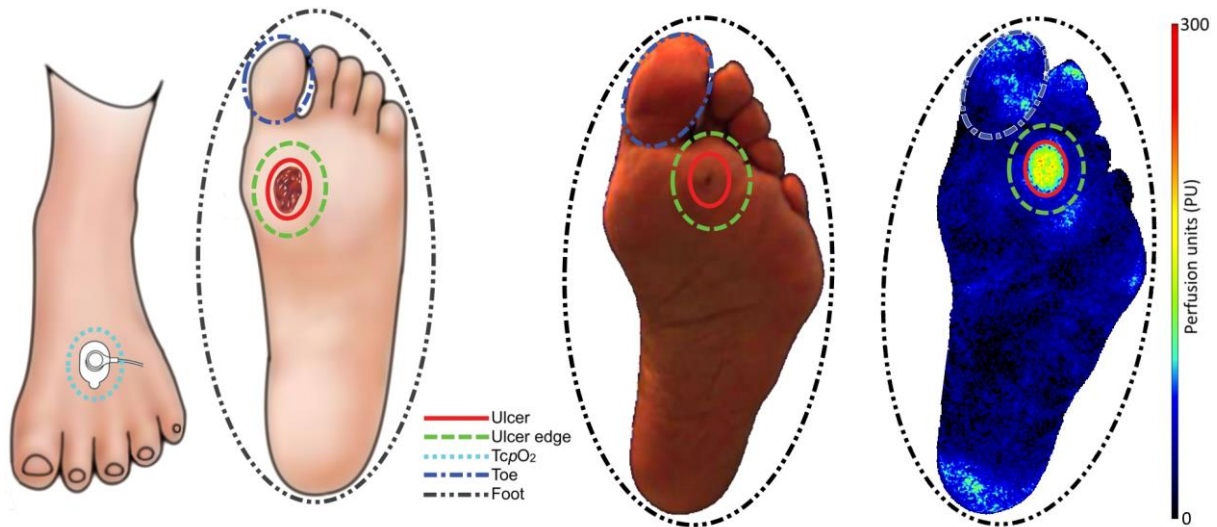 Ulcer
Ulcer edge
TcpO₂
Toe
Foot
300
Perfusion units (PU)
0